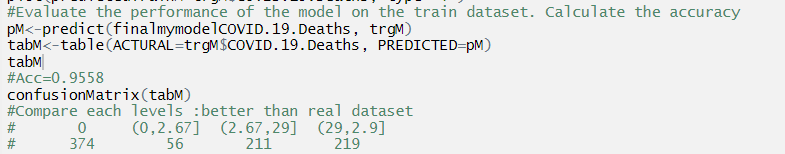 #Evaluate the performance of the model on the train dataset. Calculate the accuracy
pM<-predict(finalmymodelCOVID.19.Deaths, trgM)
tabM<-table(ACTURAL=trgM$COVID.19.Deaths, PREDICTED=pM)
tabM
#Acc=0.9558
confusionMatrix(tabM)
#Compare each levels :better than real dataset
# 0 (0,2.67] (2.67,29] (29,2.9]
# 374 56 211 219